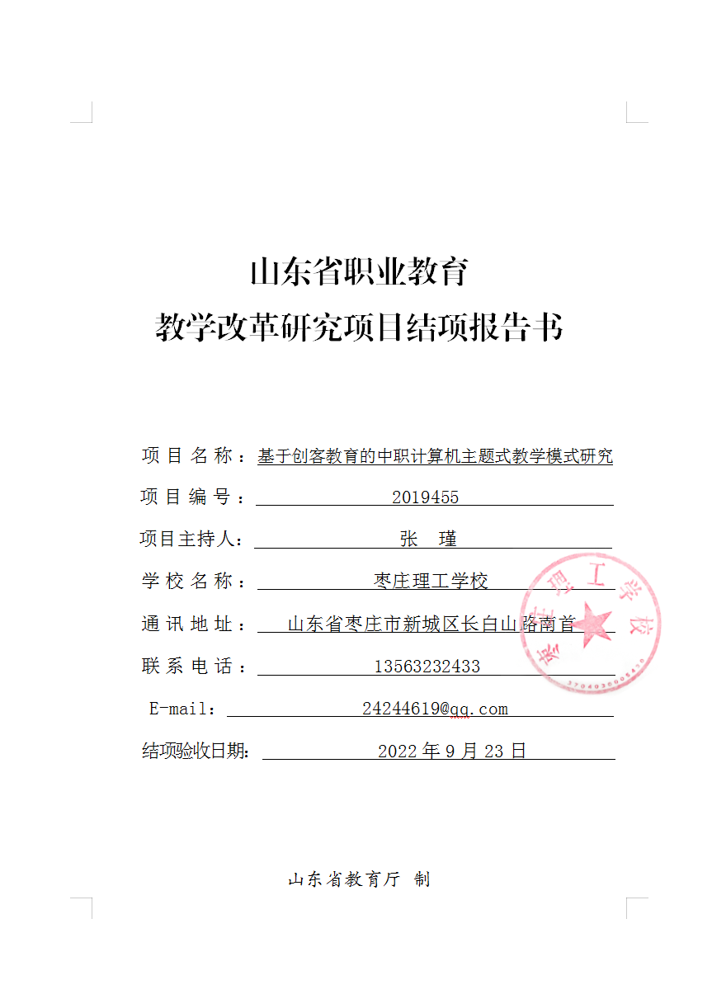 山东省职业教育
教学改革研究项目结项报告书
项目名称：基于创客教育的中职计算机主题式教学模式研究
项目编号：2019455
项目主持人：张 瑾
学校名称：枣庄理工学校
通讯地址：山东省枣庄市新城区长白山路南首
联系电话：13563232433
E-mail：24244619@qq.com
结项验收日期：2022年9月23日
枣庄理工学校
山东省教育厅 制